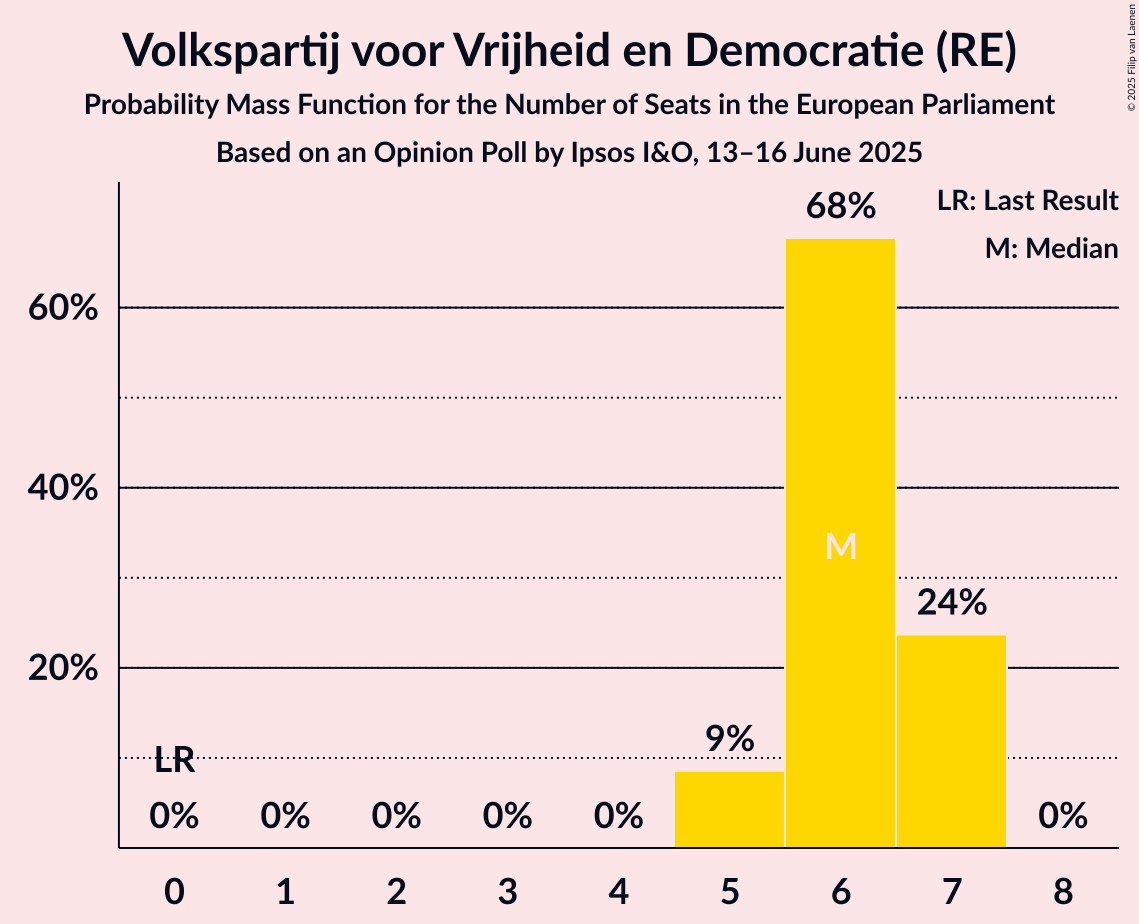 Volkspartij voor Vrijheid en Democratie (RE)
Probability Mass Function for the Number of Seats in the European Parliament
Based on an Opinion Poll by Ipsos I&O, 13–16 June 2025
© 2025 Filip van Laenen
LR: Last Result
M: Median
68%
60%
40%
M
24%
20%
9%
LR
0% 0% 0% 0% 0% 0%
0 1 2 3 4 5 6 7 8